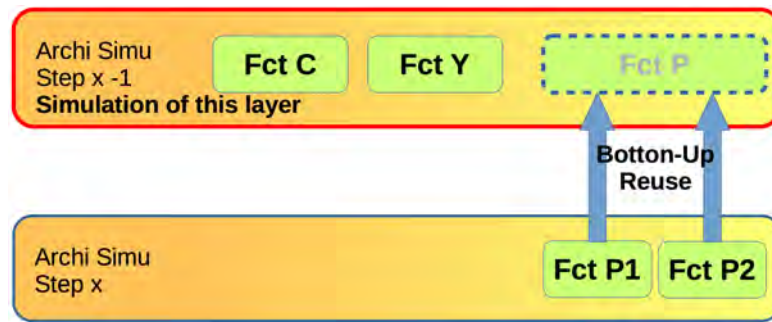 Archi Simu
Step x -1
Simulation of this layer
Fct C
Fct Y
Fct P
Botton-Up
Reuse
Archi Simu
Step x
Fct P1
Fct P2